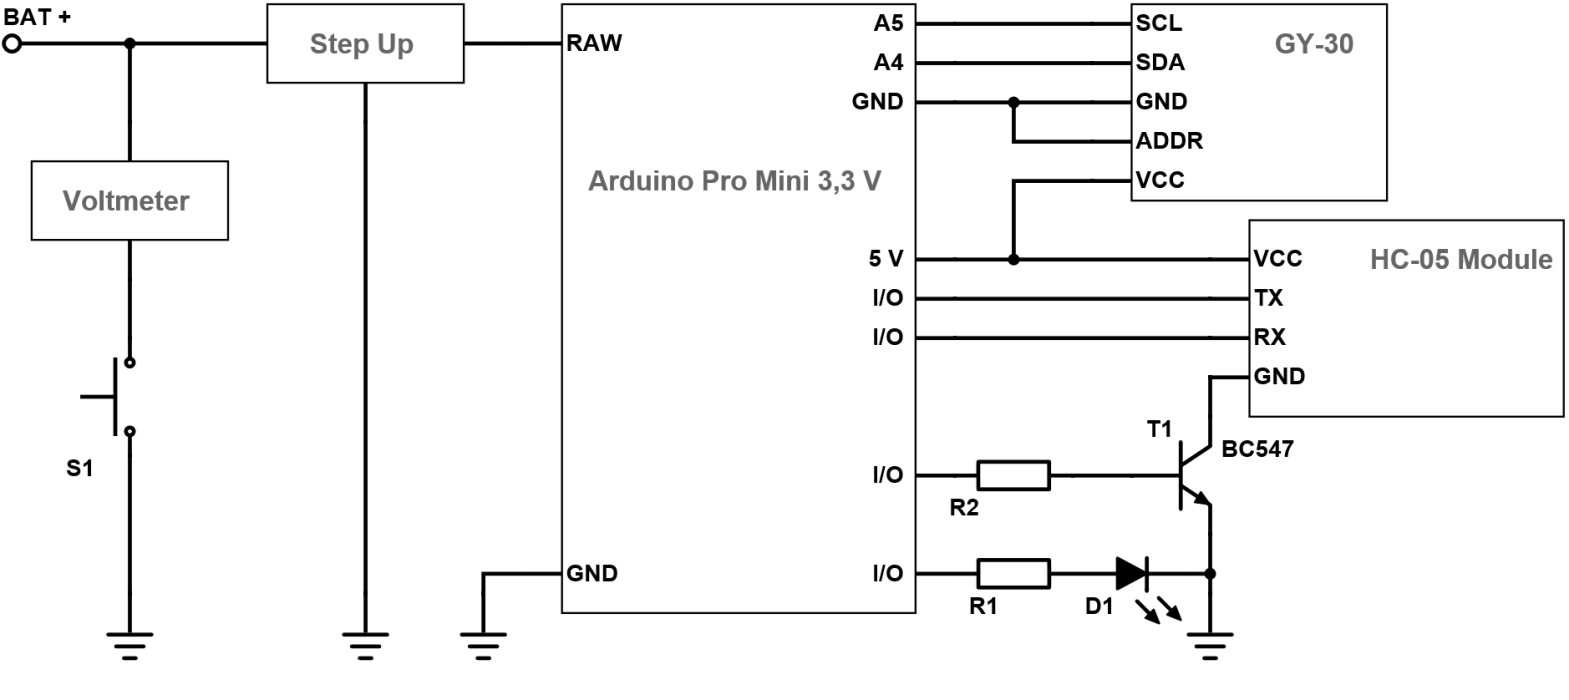 BAT +
Step Up
RAW
A5
SCL
GY-30
A4
SDA
GND
GND
ADDR
Arduino Pro Mini 3,3 V
VCC
Voltmeter
5 V
VCC
HC-05 Module
I/O
TX
I/O
RX
GND
T1
BC547
S1
I/O
R2
GND
I/O
R1
D1